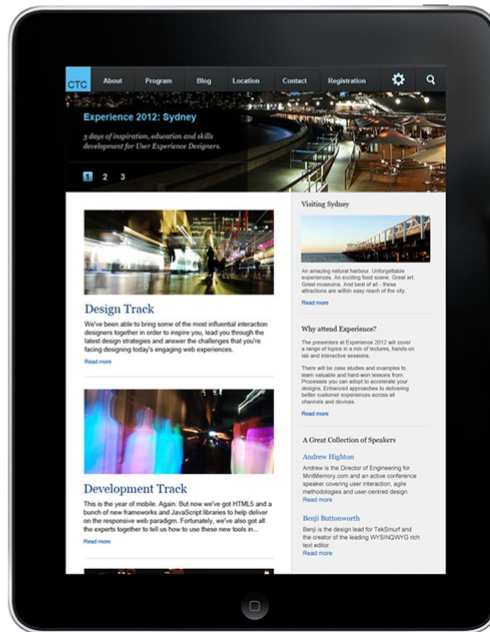 CTC
About
Program
Blog
Location
Contact
Registration
Experience 2012: Sydney
3 days of inspiration, education and skills
development for User Experience Designers.
1 2 3
Design Track
We've been able to bring some of the most influential interaction
designers together in order to inspire you, lead you through the
latest design strategies and answer the challenges that you're
facing designing today's engaging web experiences.
Read more
Development Track
This is the year of mobile. Again. But now we've got HTML5 and a
bunch of new frameworks and JavaScript libraries to help deliver
on the responsive web paradigm. Fortunately, we've also got all
the experts together to tell us how to use these new tools in...
Read more
Visiting Sydney
An amazing natural harbour. Unforgettable
experiences. An exciting food scene. Great art.
Great museums. And best of all - these
attractions are within easy reach of the city.
Read more
Why attend Experience?
The presenters at Experience 2012 will cover
a range of topics in a mix of lectures, hands-on
lab and interactive sessions.
There will be case studies and examples to
learn valuable and hard-won lessons from.
Processes you can adopt to accelerate your
designs. Enhanced approaches to delivering
better customer experiences across all
channels and devices.
Read more
A Great Collection of Speakers
Andrew Highton
Andrew is the Director of Engineering for
MintMemory.com and an active conference
speaker covering user interaction, agile
methodologies and user-centred design.
Read more
Benji Buttonworth
Benji is the design lead for TekSmurf and
the creator of the leading WYSINQWYG rich
text editor.
Read more